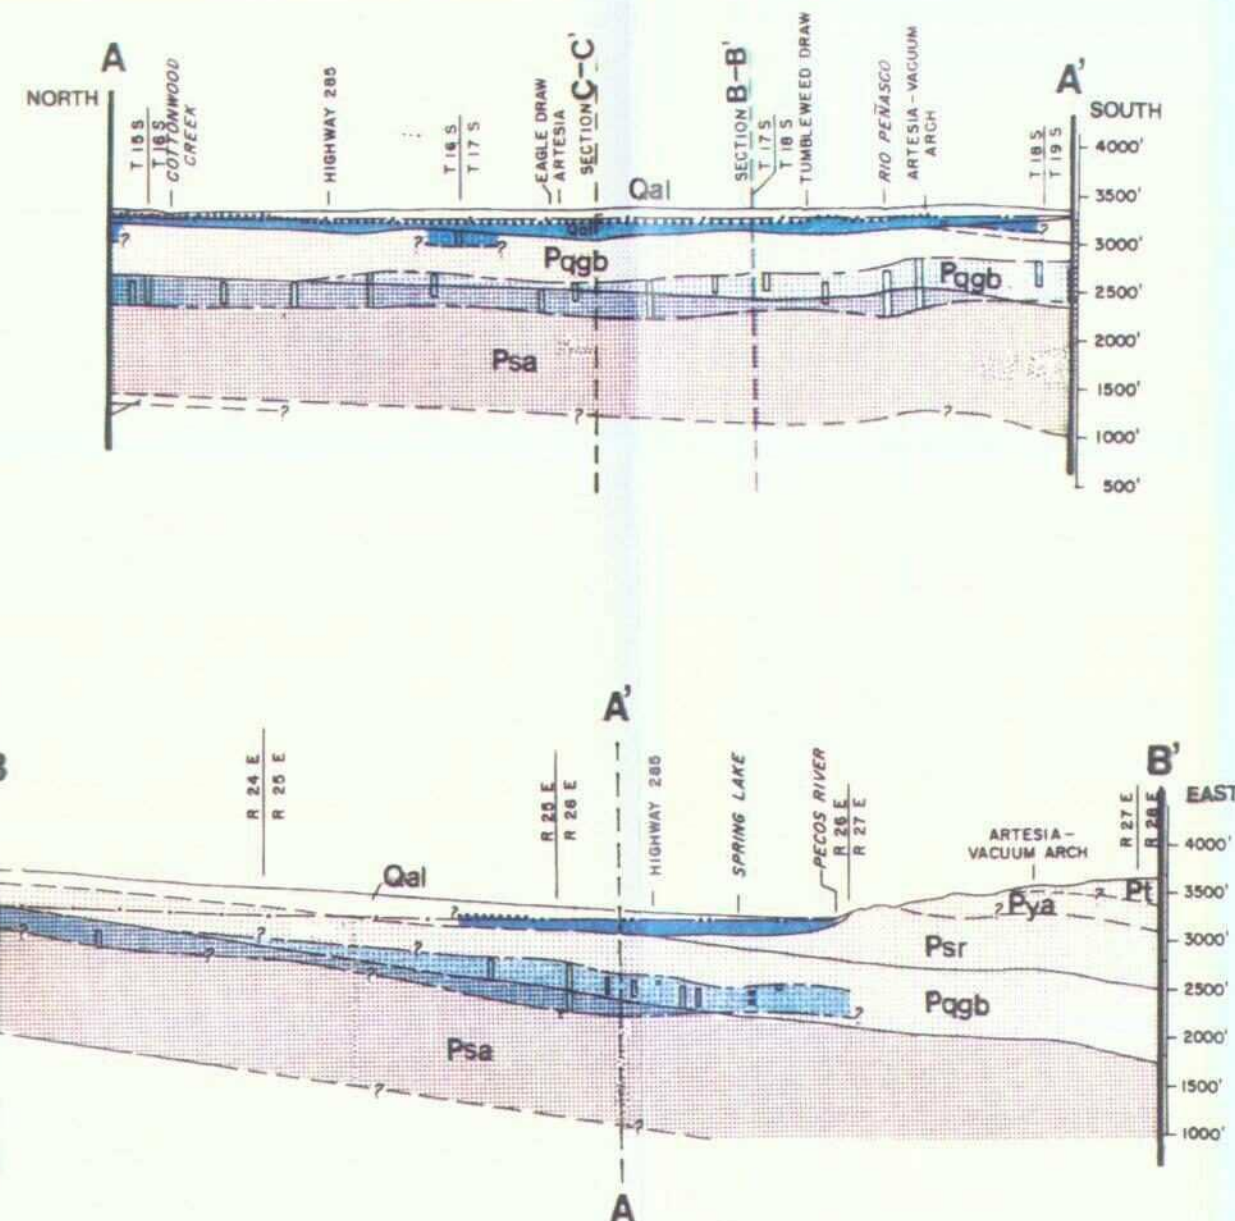 A
NORTH
T 15 S
T 16 S
COTTONWOOD
CREEK
HIGHWAY 285
T 16 S
T 17 S
EAGLE DRAW
ARTESIA
SECTION C-C'
SECTION B-B'
T 17 S
T 18 S
TUMBLEWEED DRAW
RIO PEÑASCO
ARTESIA-VACUUM
ARCH
T 18 S
T 19 S
A'
SOUTH
4000'
3500'
3000'
2500'
2000'
1500'
1000'
500'
Qal
?
?
?
?
Pqgb
Pqgb
Psa
?
?
?
A'
B
R 24 E
R 25 E
R 25 E
R 26 E
HIGHWAY 285
SPRING LAKE
PECOS RIVER
R 26 E
R 27 E
ARTESIA-
VACUUM ARCH
R 27 E
R 28 E
B'
EAST
4000'
3500'
3000'
2500'
2000'
1500'
1000'
Qal
?
?
Pt
?
Pya
Psr
?
?
?
?
?
?
Pqgb
Psa
?
?
A